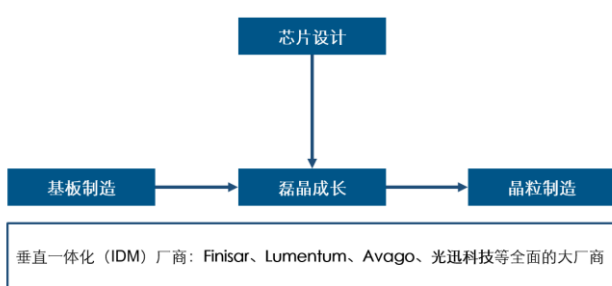 芯片设计
基板制造
磊晶成长
晶粒制造
垂直一体化（IDM）厂商：Finisar、Lumentum、Avago、光迅科技等全面的大厂商